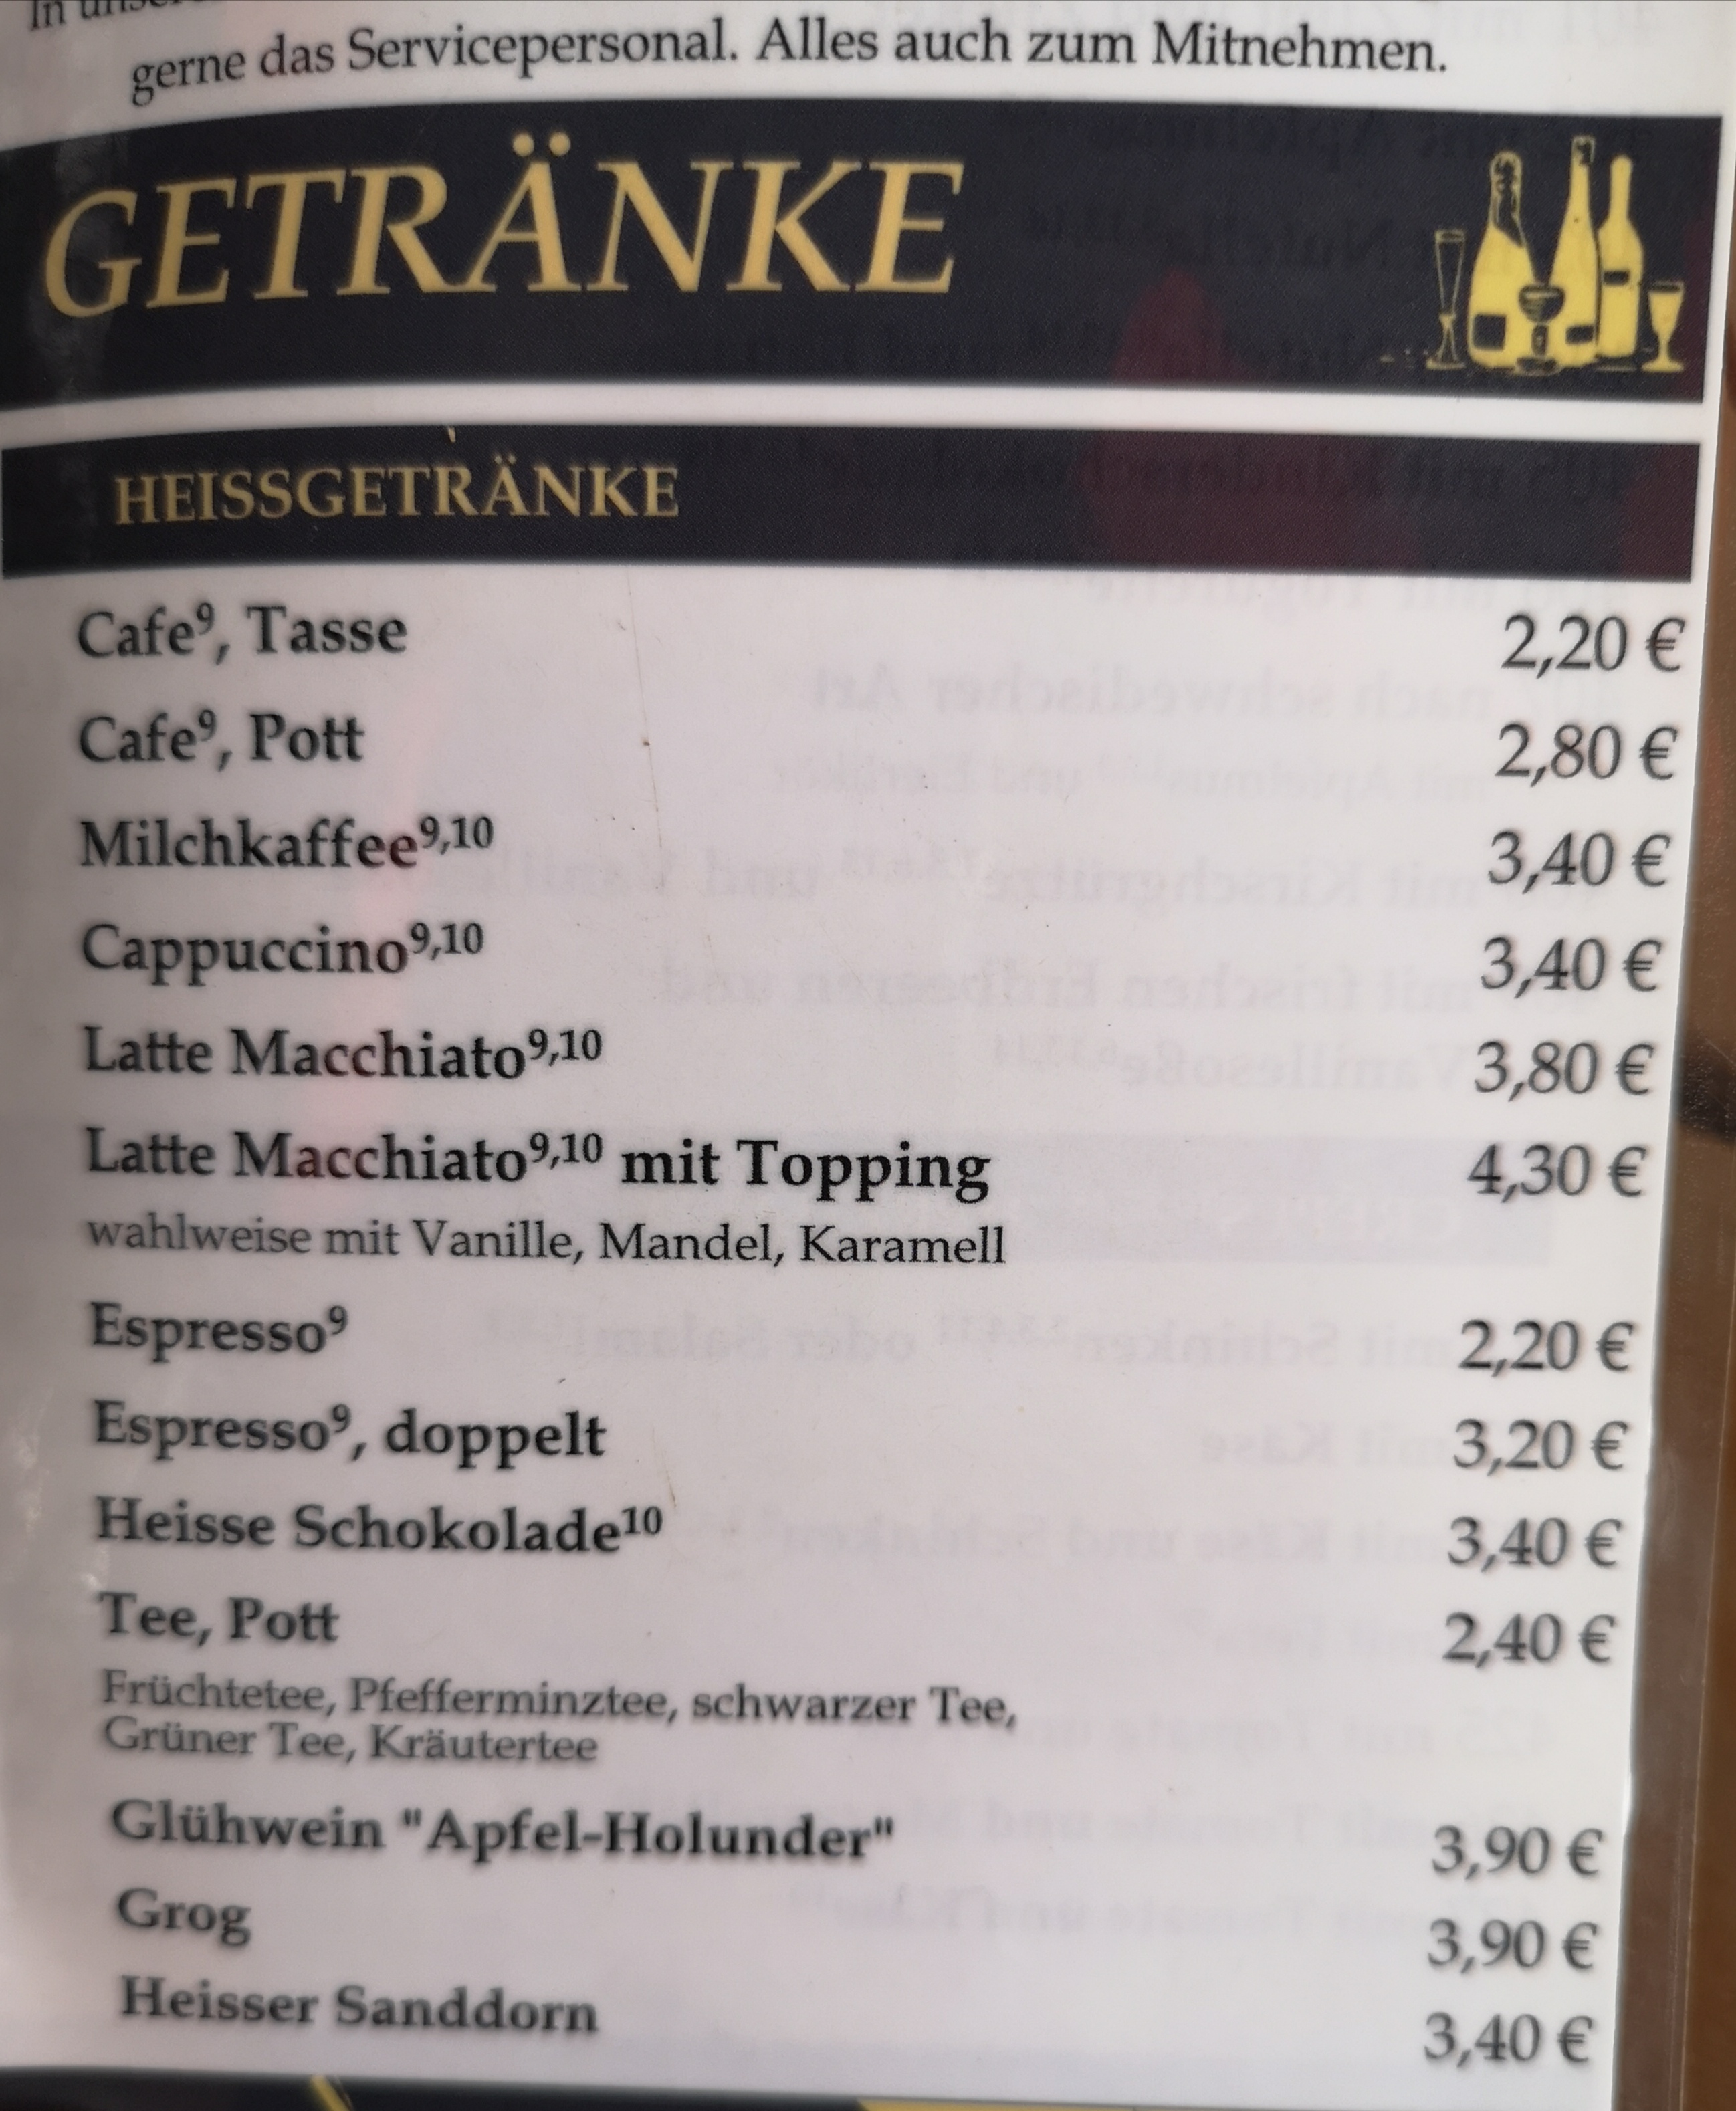 gerne das Servicepersonal. Alles auch zum Mitnehmen.
GETRÄNKE
HEISSGETRÄNKE
Cafe⁹, Tasse 2,20 €
Cafe⁹, Pott 2,80 €
Milchkaffee⁹,¹⁰ 3,40 €
Cappuccino⁹,¹⁰ 3,40 €
Latte Macchiato⁹,¹⁰ 3,80 €
Latte Macchiato⁹,¹⁰ mit Topping 4,30 €
wahlweise mit Vanille, Mandel, Karamell
Espresso⁹ 2,20 €
Espresso⁹, doppelt 3,20 €
Heisse Schokolade¹⁰ 3,40 €
Tee, Pott 2,40 €
Früchtetee, Pfefferminztee, schwarzer Tee,
Grüner Tee, Kräutertee
Glühwein "Apfel-Holunder" 3,90 €
Grog 3,90 €
Heisser Sanddorn 3,40 €